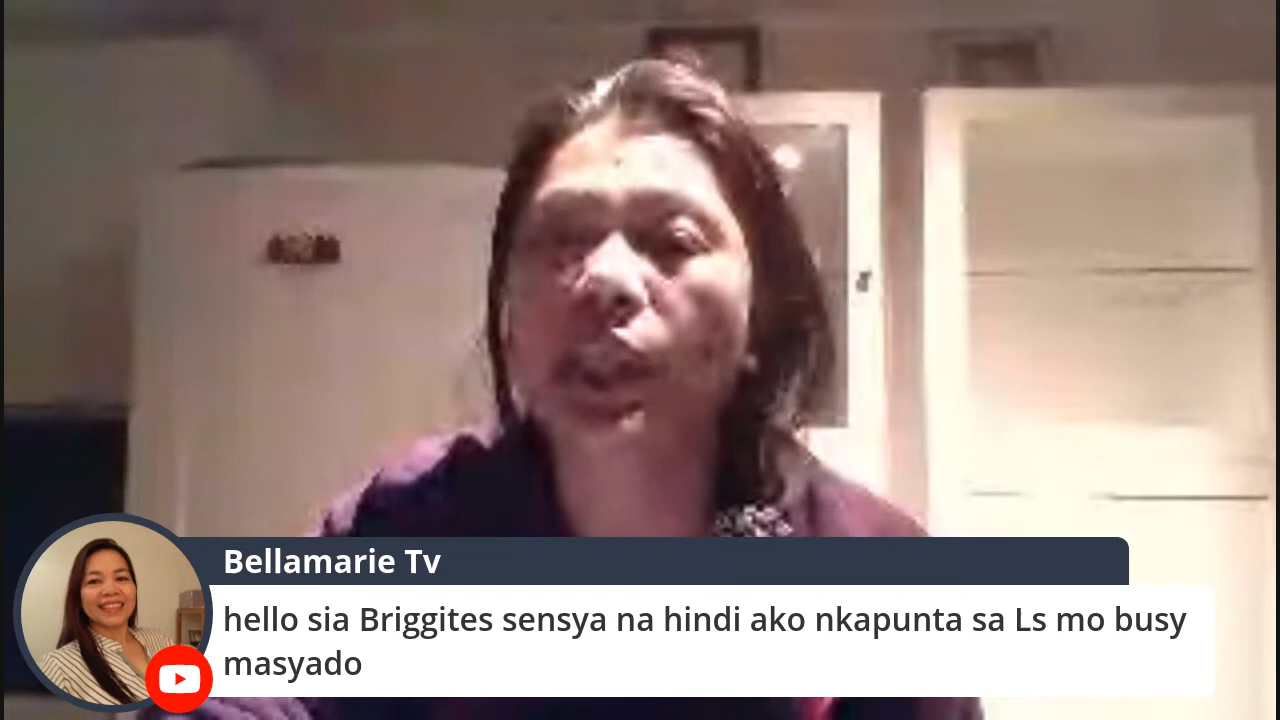 Bellamarie Tv
hello sia Briggites sensya na hindi ako nkapunta sa Ls mo busy
masyado